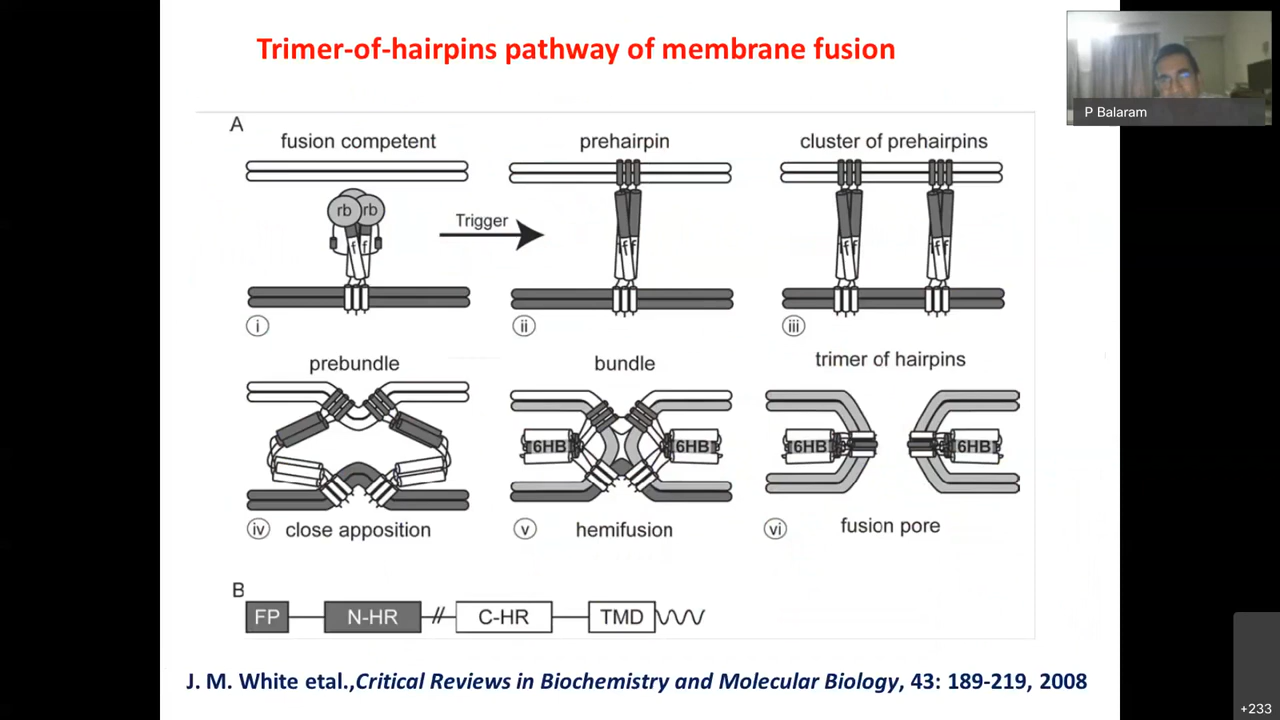 Trimer-of-hairpins pathway of membrane fusion
P Balaram
A
fusion competent
prehairpin
cluster of prehairpins
rb rb
Trigger
f f
f f
f f
f f
i
ii
iii
prebundle
bundle
trimer of hairpins
6HB
6HB
6HB
6HB
iv close apposition
v hemifusion
vi fusion pore
B
FP N-HR C-HR TMD
J. M. White etal.,Critical Reviews in Biochemistry and Molecular Biology, 43: 189-219, 2008
+233